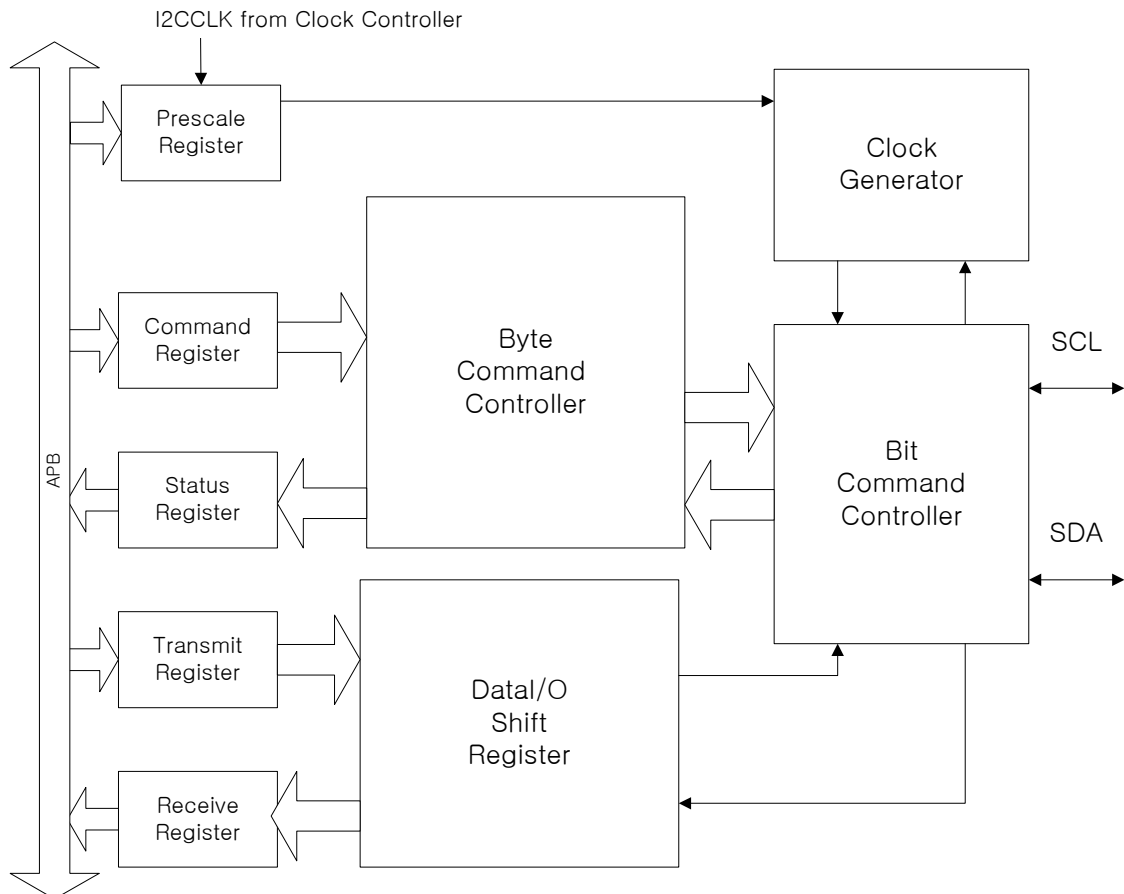 I2CCLK from Clock Controller
Prescale
Register
Clock
Generator
Command
Register
Byte
Command
Controller
SCL
APB
Status
Register
Bit
Command
Controller
SDA
Transmit
Register
DataI/O
Shift
Register
Receive
Register